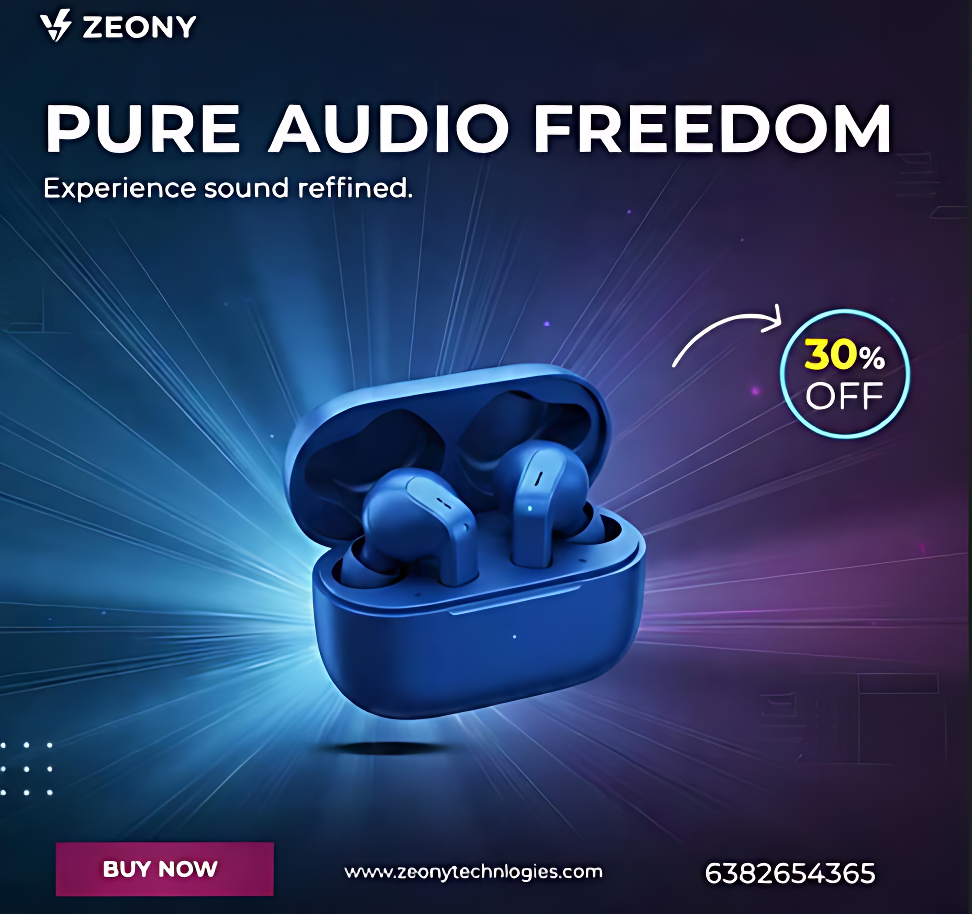 ZEONY
PURE AUDIO FREEDOM
Experience sound reffined.
30%
OFF
BUY NOW
www.zeonytechnlogies.com
6382654365